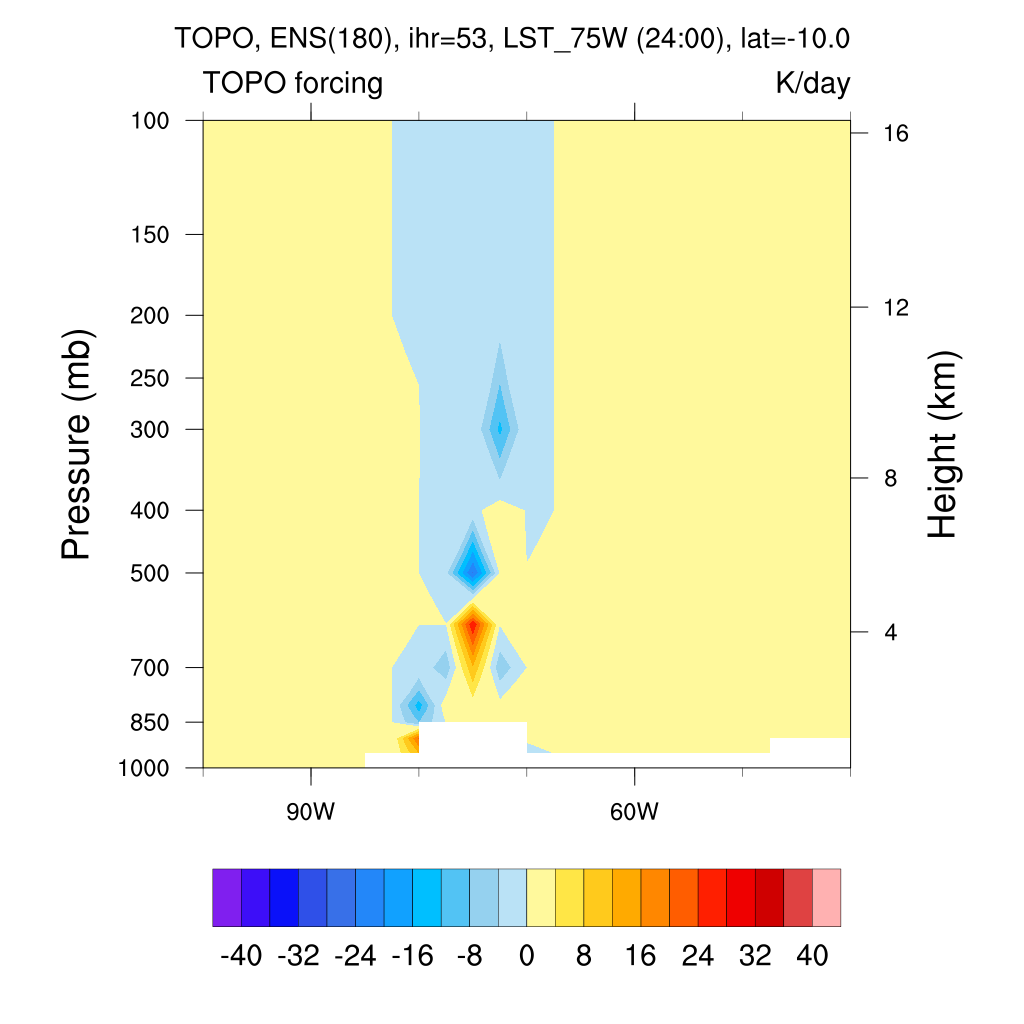 TOPO, ENS(180), ihr=53, LST_75W (24:00), lat=-10.0
TOPO forcing K/day
100
150
200
250
300
400
500
700
850
1000
Pressure (mb)
16
12
8
4
Height (km)
90W 60W
-40 -32 -24 -16 -8 0 8 16 24 32 40